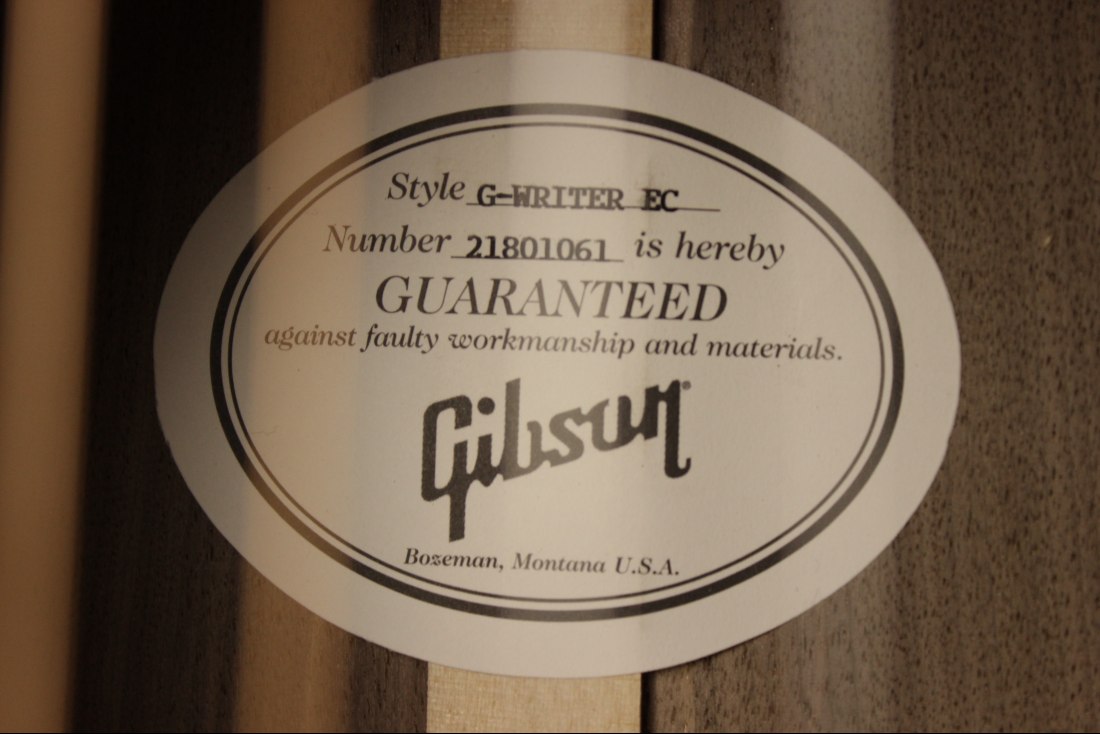 Style G-WRITER EC
Number 21801061 is hereby
GUARANTEED
against faulty workmanship and materials.
Gibson
Bozeman, Montana U.S.A.